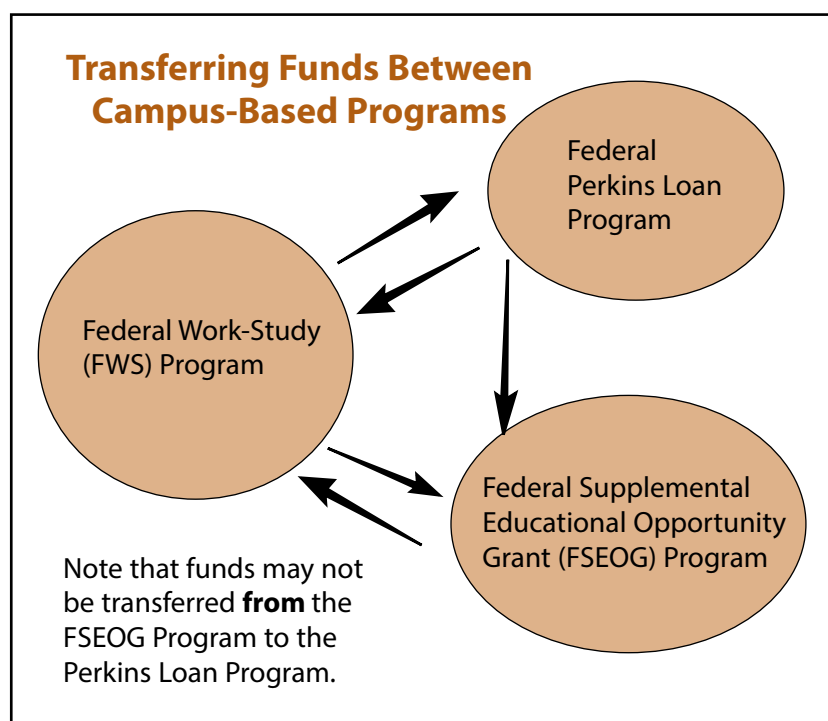 Transferring Funds Between
Campus-Based Programs
Federal
Perkins Loan
Program
Federal Work-Study
(FWS) Program
Federal Supplemental
Educational Opportunity
Grant (FSEOG) Program
Note that funds may not
be transferred from the
FSEOG Program to the
Perkins Loan Program.